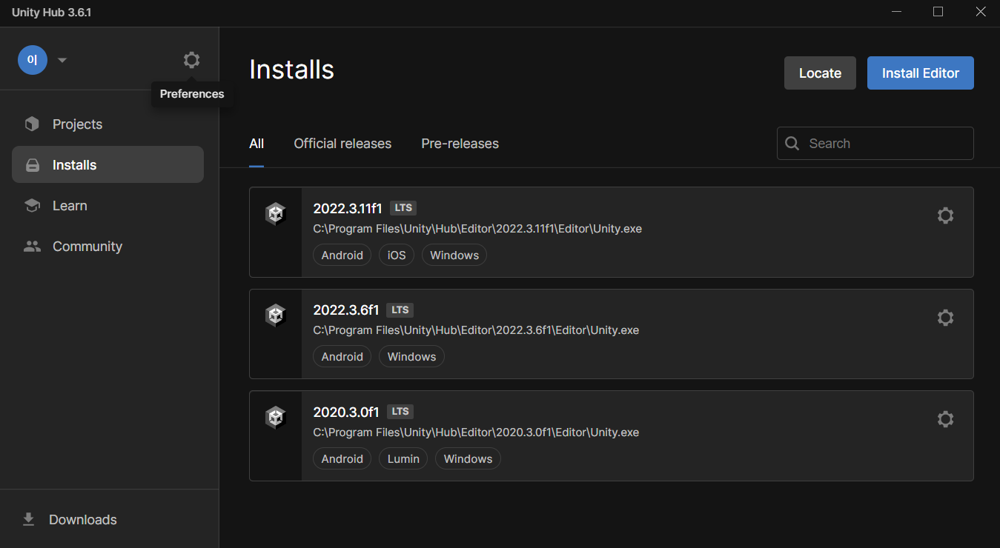 Unity Hub 3.6.1
이
Preferences
Projects
Installs
Learn
Community
Downloads
Installs
Locate
Install Editor
All
Official releases
Pre-releases
Search
2022.3.11f1 LTS
C:\Program Files\Unity\Hub\Editor\2022.3.11f1\Editor\Unity.exe
Android iOS Windows
2022.3.6f1 LTS
C:\Program Files\Unity\Hub\Editor\2022.3.6f1\Editor\Unity.exe
Android Windows
2020.3.0f1 LTS
C:\Program Files\Unity\Hub\Editor\2020.3.0f1\Editor\Unity.exe
Android Lumin Windows